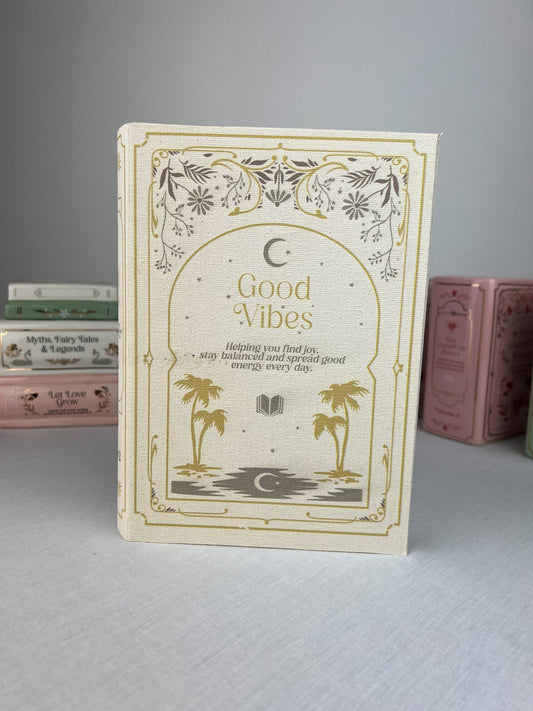 Good
Vibes
Helping you find joy,
stay balanced and spread good
energy every day.
II
Myths, Fairy Tales
& Legends
Let Love
Grow